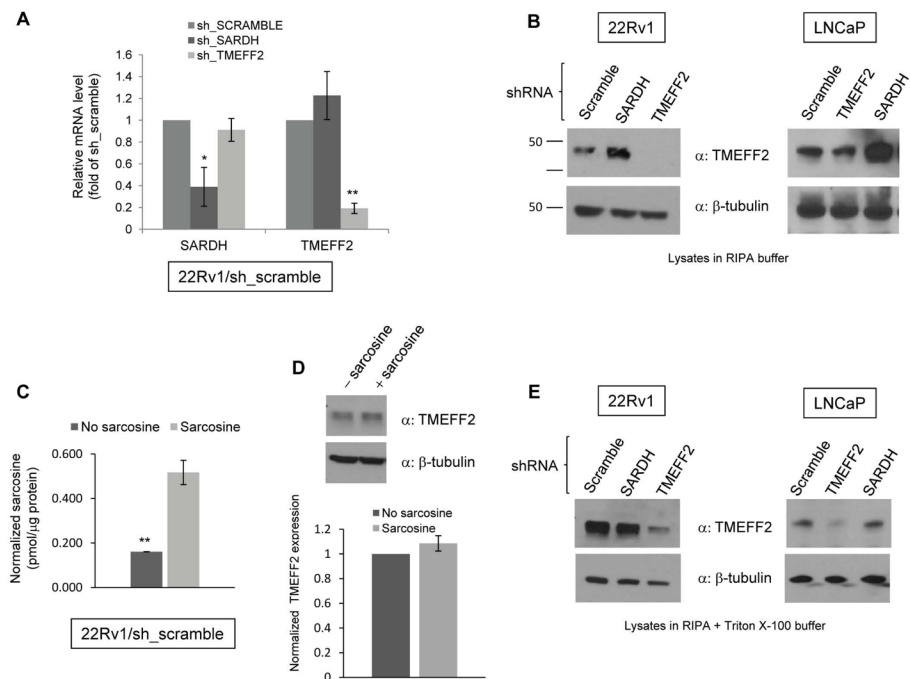 A
sh_SCRAMBLE
sh_SARDH
sh_TMEFF2
Relative mRNA level
(fold of sh_scramble)
1.6
1.4
1.2
1
0.8
0.6
0.4
0.2
0
*
**
SARDH TMEFF2
22Rv1/sh_scramble
B
22Rv1 LNCaP
shRNA
Scramble SARDH TMEFF2 Scramble TMEFF2 SARDH
50
α: TMEFF2
50
α: β-tubulin
Lysates in RIPA buffer
C
No sarcosine Sarcosine
Normalized sarcosine
(pmol/µg protein)
0.600
0.400
0.200
0.000
**
22Rv1/sh_scramble
D
– sarcosine + sarcosine
α: TMEFF2
α: β-tubulin
No sarcosine
Sarcosine
Normalized TMEFF2 expression
1.2
1
0.8
0.6
0.4
0.2
0
E
22Rv1 LNCaP
shRNA
Scramble SARDH TMEFF2 Scramble TMEFF2 SARDH
α: TMEFF2
α: β-tubulin
Lysates in RIPA + Triton X-100 buffer